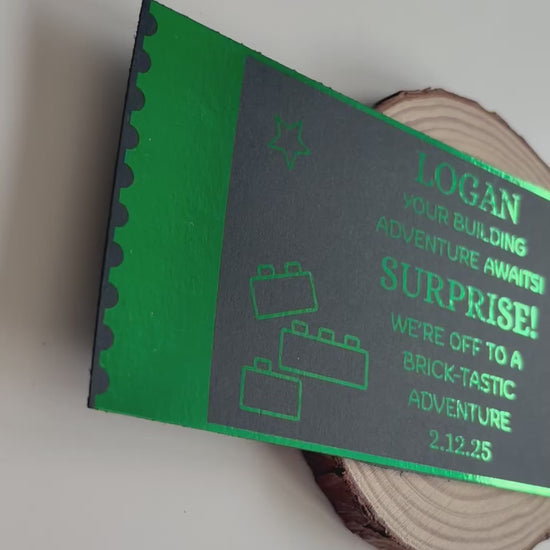 LOGAN
YOUR BUILDING
ADVENTURE AWAITS!
SURPRISE!
WE'RE OFF TO A
BRICK-TASTIC
ADVENTURE
2.12.25